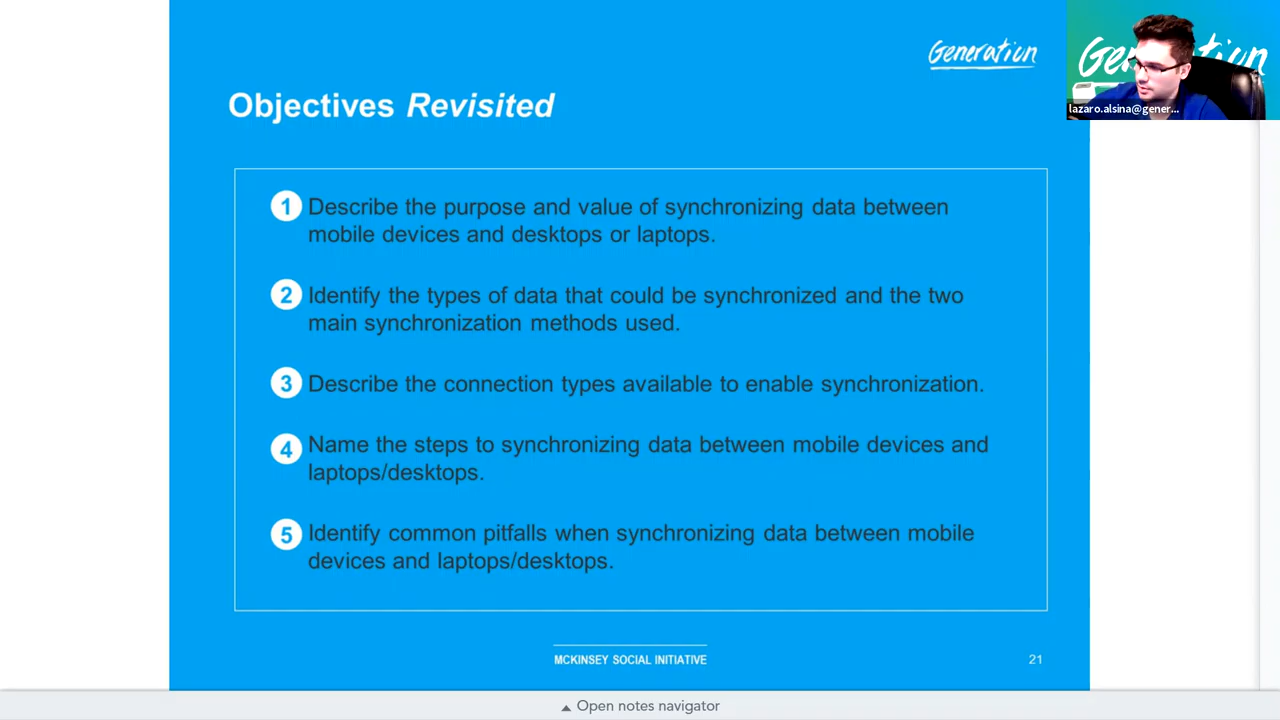 Generation
Generation
lazaro.alsina@gener...
Objectives Revisited
1 Describe the purpose and value of synchronizing data between
mobile devices and desktops or laptops.
2 Identify the types of data that could be synchronized and the two
main synchronization methods used.
3 Describe the connection types available to enable synchronization.
4 Name the steps to synchronizing data between mobile devices and
laptops/desktops.
5 Identify common pitfalls when synchronizing data between mobile
devices and laptops/desktops.
MCKINSEY SOCIAL INITIATIVE
21
Open notes navigator